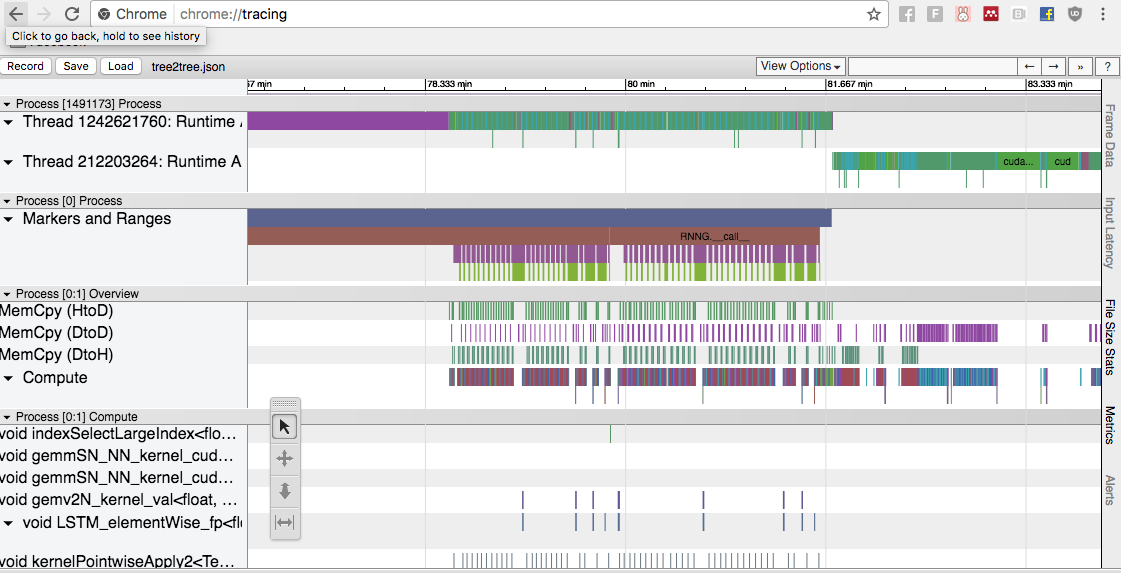 Chrome chrome://tracing
Click to go back, hold to see history
Record Save Load tree2tree.json View Options ← → » ?
78.333 min 80 min 81.667 min 83.333 min
Process [1491173] Process
Thread 1242621760: Runtime
Thread 212203264: Runtime A
cuda... cud
Process [0] Process
Markers and Ranges
RNNG.__call__
Process [0:1] Overview
MemCpy (HtoD)
MemCpy (DtoD)
MemCpy (DtoH)
Compute
Process [0:1] Compute
void indexSelectLargeIndex<flo...
void gemmSN_NN_kernel_cud...
void gemmSN_NN_kernel_cud...
void gemv2N_kernel_val<float, ...
void LSTM_elementWise_fp<fl
void kernelPointwiseApply2<Te...
Frame Data
Input Latency
File Size Stats
Metrics
Alerts